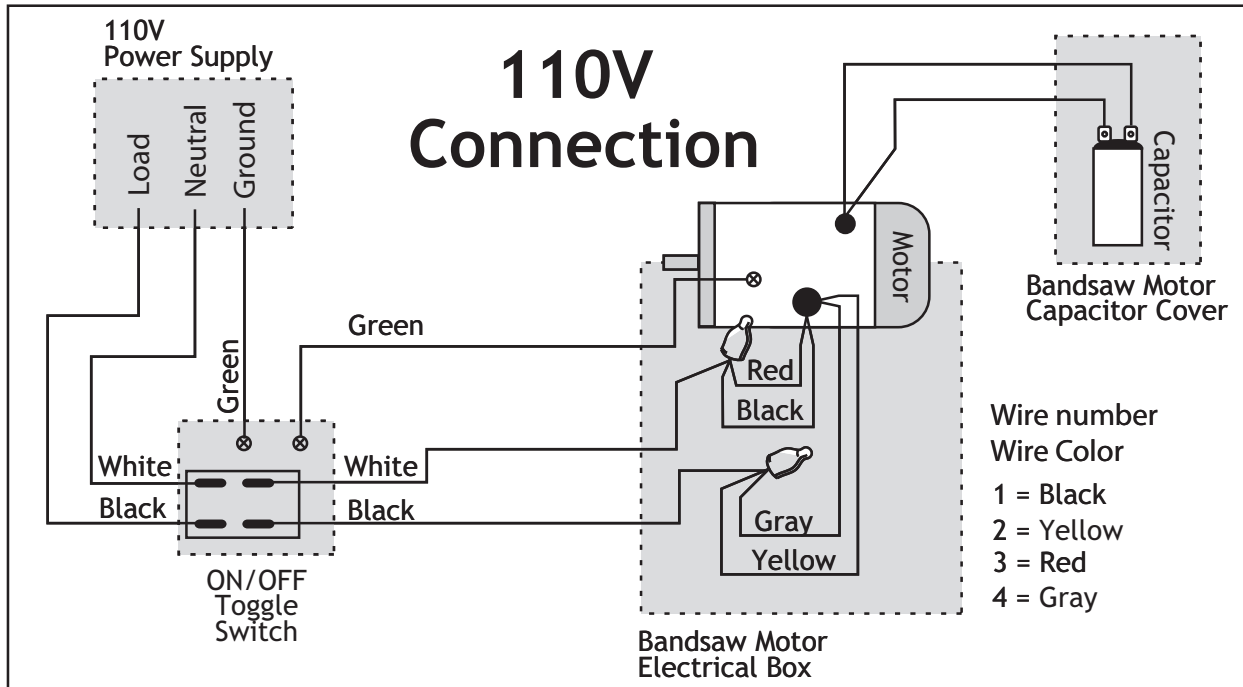 110V
Power Supply
Load
Neutral
Ground
110V
Connection
Capacitor
Bandsaw Motor
Capacitor Cover
Motor
Green
Green
Red
Black
White
White
Black
Black
Gray
Yellow
ON/OFF
Toggle
Switch
Bandsaw Motor
Electrical Box
Wire number
Wire Color
1 = Black
2 = Yellow
3 = Red
4 = Gray